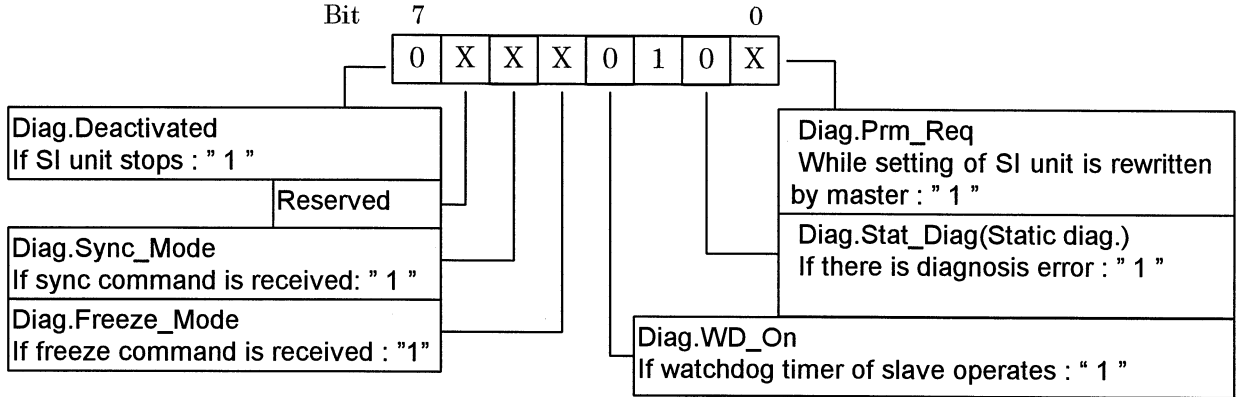 Bit 7 0
0 X X X 0 1 0 X
Diag.Deactivated
If SI unit stops : ” 1 ”
Reserved
Diag.Sync_Mode
If sync command is received: ” 1 ”
Diag.Freeze_Mode
If freeze command is received : "1"
Diag.Prm_Req
While setting of SI unit is rewritten
by master : ” 1 ”
Diag.Stat_Diag(Static diag.)
If there is diagnosis error : ” 1 ”
Diag.WD_On
If watchdog timer of slave operates : “ 1 ”